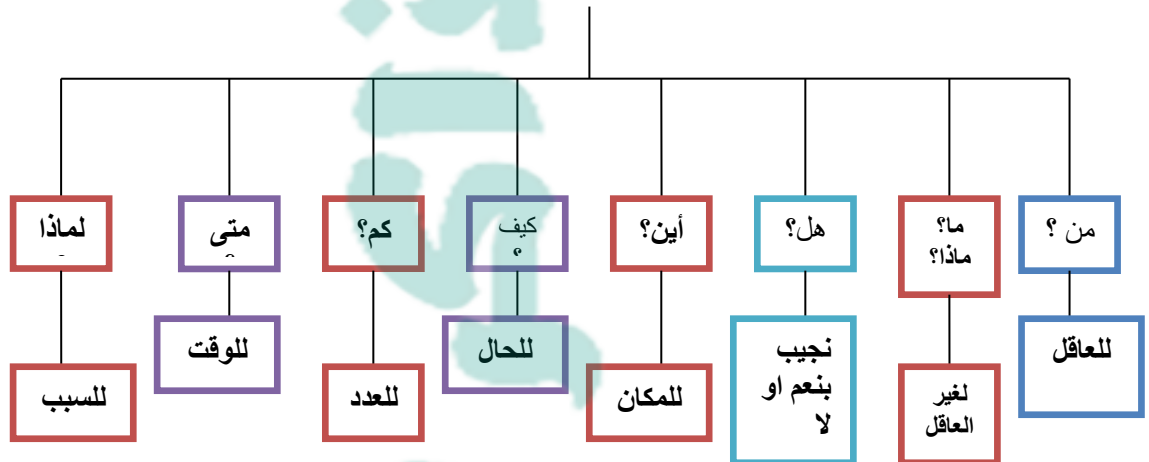 من ؟
ما؟
ماذا؟
هل؟
أين؟
كيف
؟
كم؟
متى
لماذا
للعاقل
لغير
العاقل
نجيب
بنعم او
لا
للمكان
للحال
للعدد
للوقت
للسبب